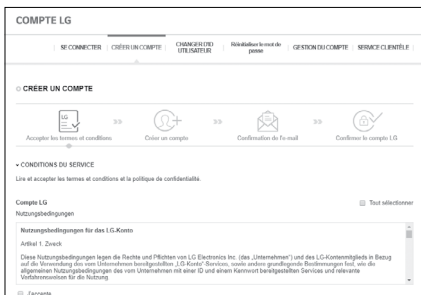 COMPTE LG
SE CONNECTER | CRÉER UN COMPTE | CHANGER D'ID UTILISATEUR | Réinitialiser le mot de passe | GESTION DU COMPTE | SERVICE CLIENTÈLE
CRÉER UN COMPTE
LG
Accepter les termes et conditions >> Créer un compte >> Confirmation de l'e-mail >> Confirmer le compte LG
CONDITIONS DU SERVICE
Lire et accepter les termes et conditions et la politique de confidentialité.
Compte LG
Tout sélectionner
Nutzungsbedingungen
Nutzungsbedingungen für das LG-Konto
Artikel 1. Zweck
Diese Nutzungsbedingungen legen die Rechte und Pflichten von LG Electronics Inc. (das „Unternehmen") und des LG-Kontenmitglieds in Bezug
auf die Verwendung des vom Unternehmen bereitgestellten „LG-Konto"-Services, sowie andere grundlegende Bestimmungen fest, wie die
allgemeinen Nutzungsbedingungen des vom Unternehmen mit einer ID und einem Kennwort bereitgestellten Services und relevante
Verfahrensweisen für die Nutzung.
J'accepte